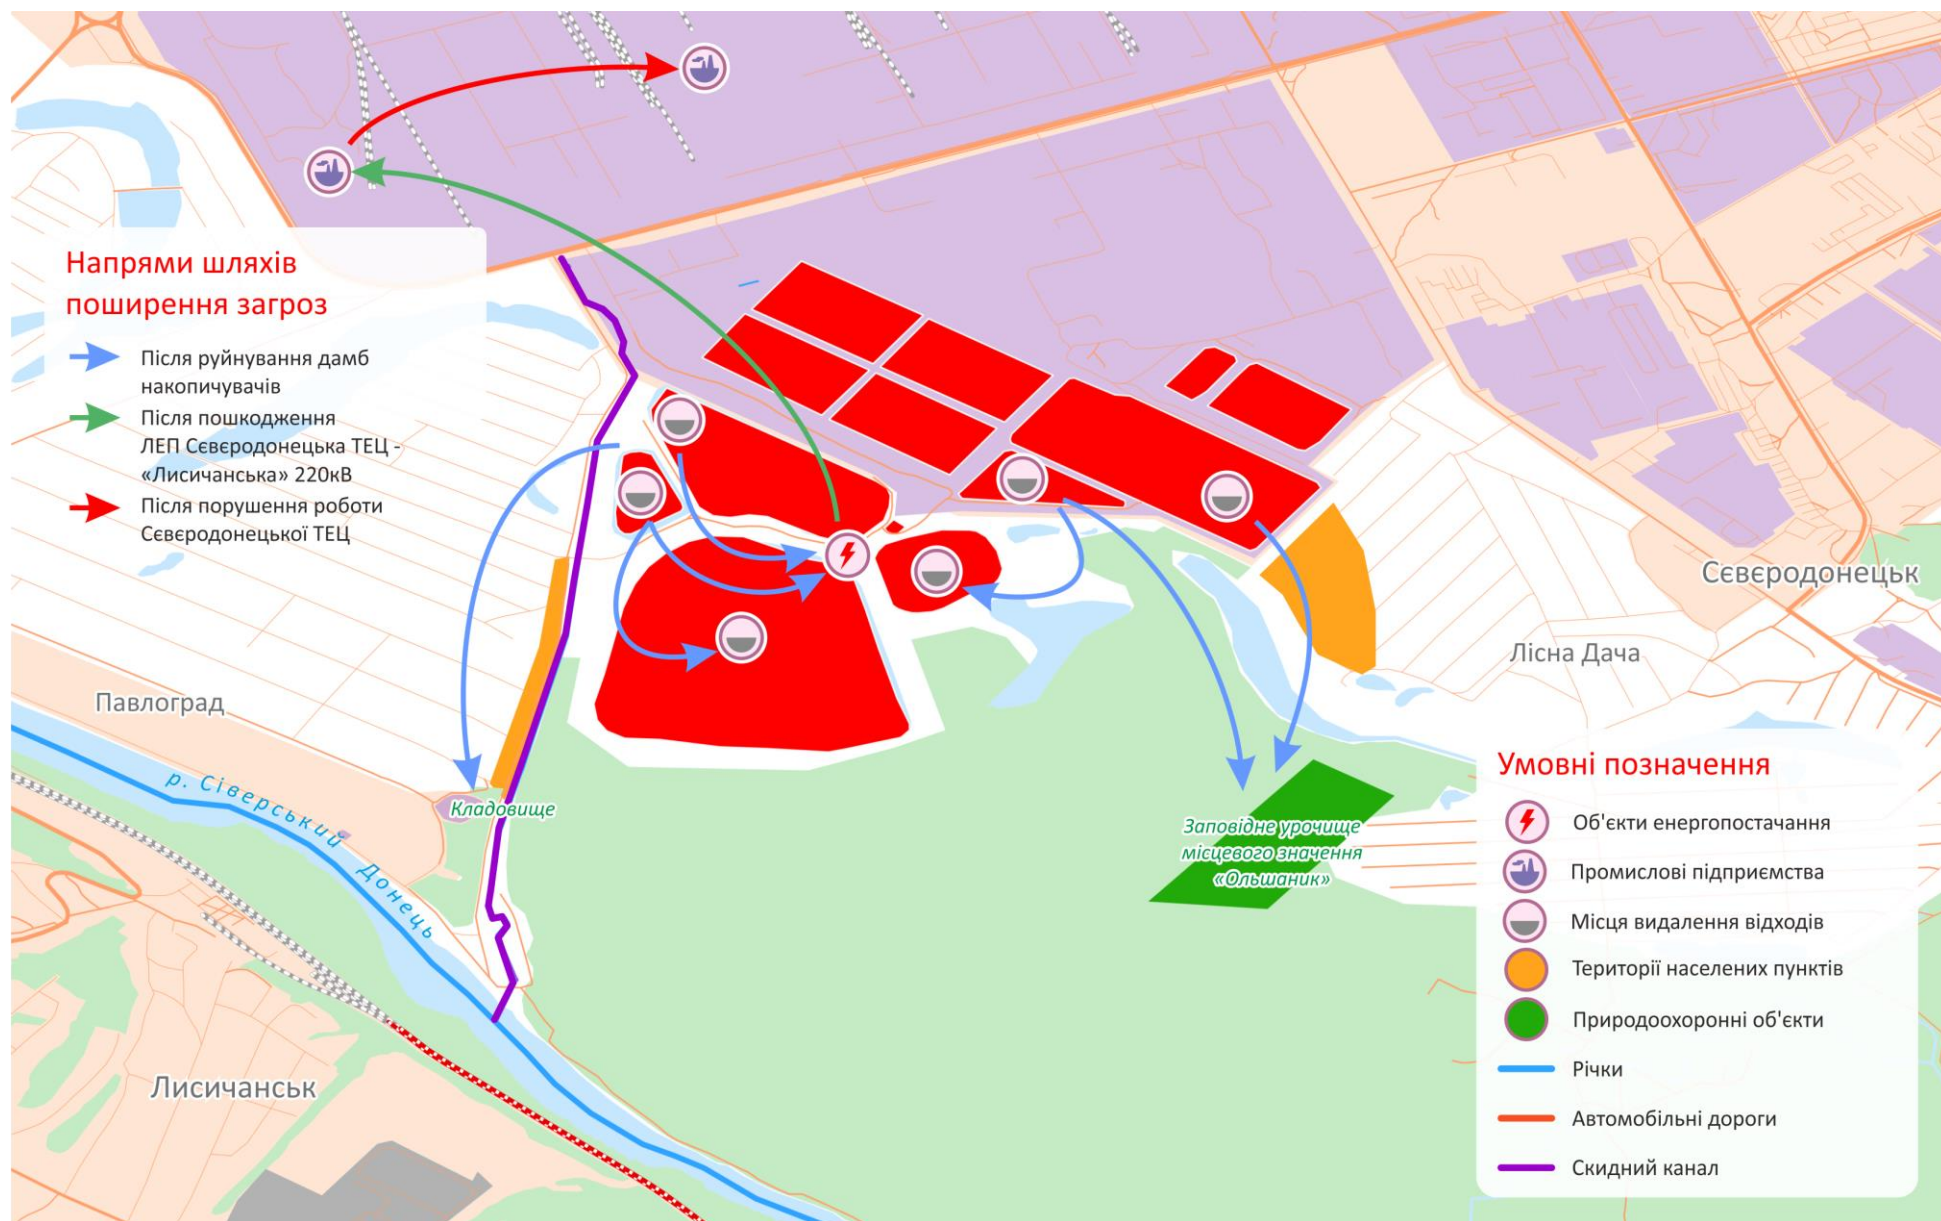 Напрями шляхів
поширення загроз
Після руйнування дамб
накопичувачів
Після пошкодження
ЛЕП Сєвєродонецька ТЕЦ -
«Лисичанська» 220кВ
Після порушення роботи
Сєвєродонецької ТЕЦ
Сєвєродонецьк
Лісна Дача
Павлоград
р. Сіверський Донець
Кладовище
Заповідне урочище
місцевого значення
«Ольшаник»
Лисичанськ
Умовні позначення
Об'єкти енергопостачання
Промислові підприємства
Місця видалення відходів
Території населених пунктів
Природоохоронні об'єкти
Річки
Автомобільні дороги
Скидний канал